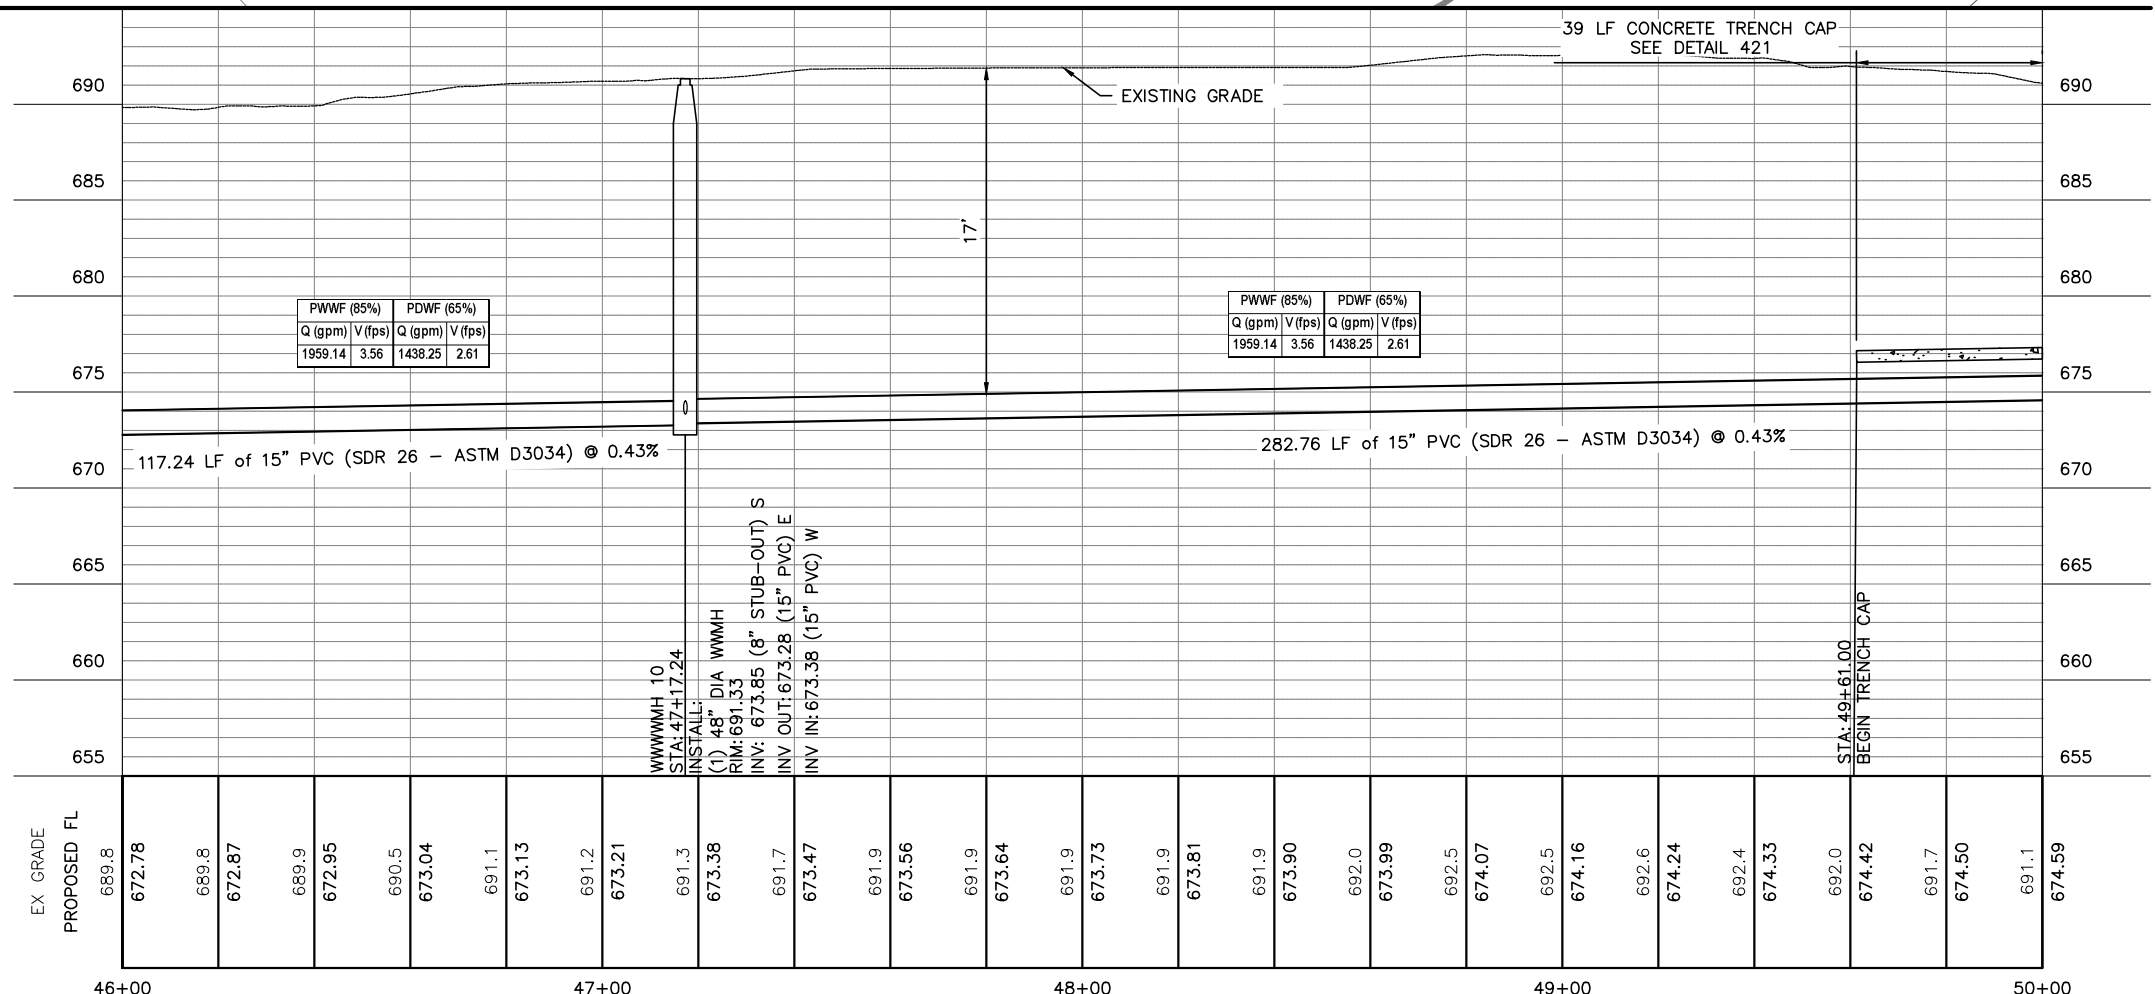 39 LF CONCRETE TRENCH CAP
SEE DETAIL 421
690
690
EXISTING GRADE
685
685
17'
680
680
PWWF (85%) PDWF (65%)
Q (gpm) V (fps) Q (gpm) V (fps)
1959.14 3.56 1438.25 2.61
PWWF (85%) PDWF (65%)
Q (gpm) V (fps) Q (gpm) V (fps)
1959.14 3.56 1438.25 2.61
675
675
117.24 LF of 15" PVC (SDR 26 – ASTM D3034) @ 0.43%
282.76 LF of 15" PVC (SDR 26 – ASTM D3034) @ 0.43%
670
670
665
665
660
660
655
655
WWWMH 10
STA: 47+17.24
INSTALL:
(1) 48" DIA WWMH
RIM: 691.33
INV: 673.85 (8" STUB-OUT) S
INV OUT: 673.28 (15" PVC) E
INV IN: 673.38 (15" PVC) W
STA: 49+61.00
BEGIN TRENCH CAP
EX GRADE
PROPOSED FL
689.8
672.78
689.8
672.87
689.9
672.95
690.5
673.04
691.1
673.13
691.2
673.21
691.3
673.38
691.7
673.47
691.9
673.56
691.9
673.64
691.9
673.73
691.9
673.81
691.9
673.90
692.0
673.99
692.5
674.07
692.5
674.16
692.6
674.24
692.4
674.33
692.0
674.42
691.7
674.50
691.1
674.59
46+00 47+00 48+00 49+00 50+00